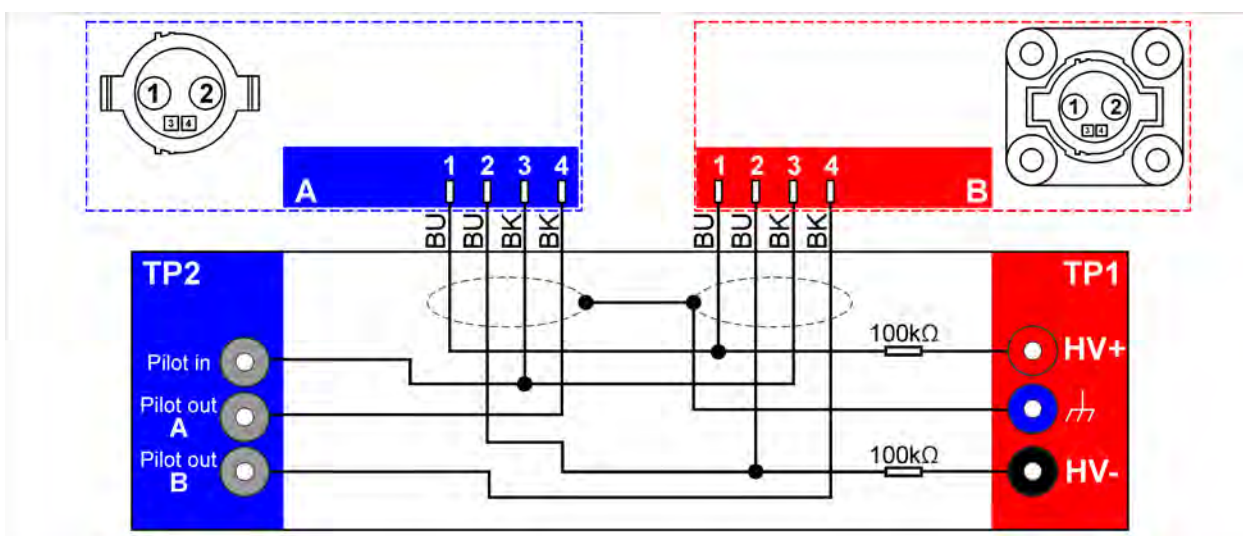 1 2
3 4
A
1 2 3 4
BU BU BK BK
1 2
3 4
B
1 2 3 4
BU BU BK BK
TP2
Pilot in
Pilot out
A
Pilot out
B
TP1
100kΩ
HV+
100kΩ
HV-